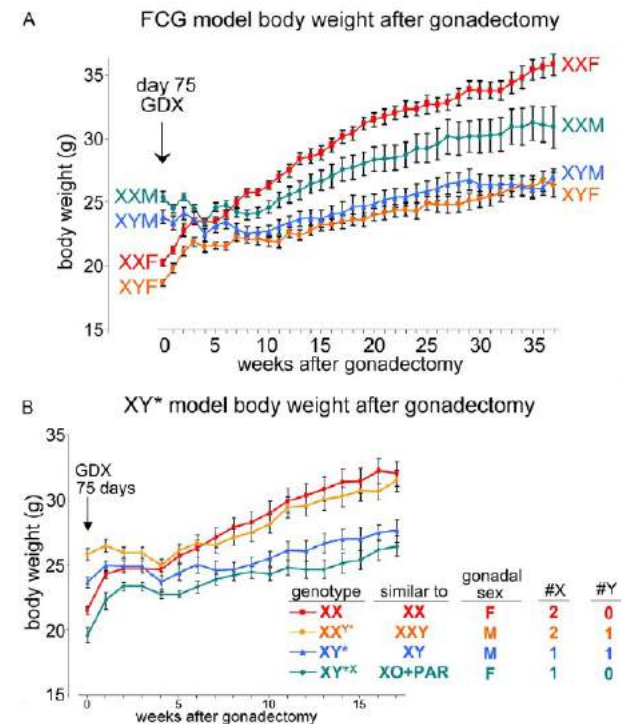 A
FCG model body weight after gonadectomy
day 75
GDX
body weight (g)
35
30
25
20
15
XXM
XYM
XXF
XYF
XXF
XXM
XYM
XYF
0 5 10 15 20 25 30 35
weeks after gonadectomy
B
XY* model body weight after gonadectomy
GDX
75 days
body weight (g)
35
30
25
20
15
genotype similar to gonadal sex #X #Y
XX XX F 2 0
XXY* XXY M 2 1
XY* XY M 1 1
XY*X XO+PAR F 1 0
0 5 10 15
weeks after gonadectomy